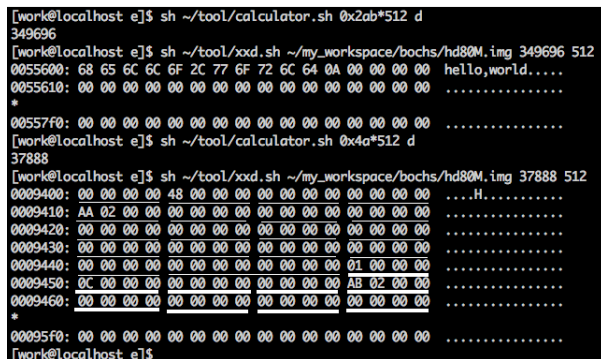 [work@localhost e]$ sh ~/tool/calculator.sh 0x2ab*512 d
349696
[work@localhost e]$ sh ~/tool/xxd.sh ~/my_workspace/bochs/hd80M.img 349696 512
0055600: 68 65 6C 6C 6F 2C 77 6F 72 6C 64 0A 00 00 00 00  hello,world.....
0055610: 00 00 00 00 00 00 00 00 00 00 00 00 00 00 00 00  ................
*
00557f0: 00 00 00 00 00 00 00 00 00 00 00 00 00 00 00 00  ................
[work@localhost e]$ sh ~/tool/calculator.sh 0x4a*512 d
37888
[work@localhost e]$ sh ~/tool/xxd.sh ~/my_workspace/bochs/hd80M.img 37888 512
0009400: 00 00 00 00 48 00 00 00 00 00 00 00 00 00 00 00  ....H...........
0009410: AA 02 00 00 00 00 00 00 00 00 00 00 00 00 00 00  ................
0009420: 00 00 00 00 00 00 00 00 00 00 00 00 00 00 00 00  ................
0009430: 00 00 00 00 00 00 00 00 00 00 00 00 00 00 00 00  ................
0009440: 00 00 00 00 00 00 00 00 00 00 00 00 01 00 00 00  ................
0009450: 0C 00 00 00 00 00 00 00 00 00 00 00 AB 02 00 00  ................
0009460: 00 00 00 00 00 00 00 00 00 00 00 00 00 00 00 00  ................
*
00095f0: 00 00 00 00 00 00 00 00 00 00 00 00 00 00 00 00  ................
[work@localhost e]$